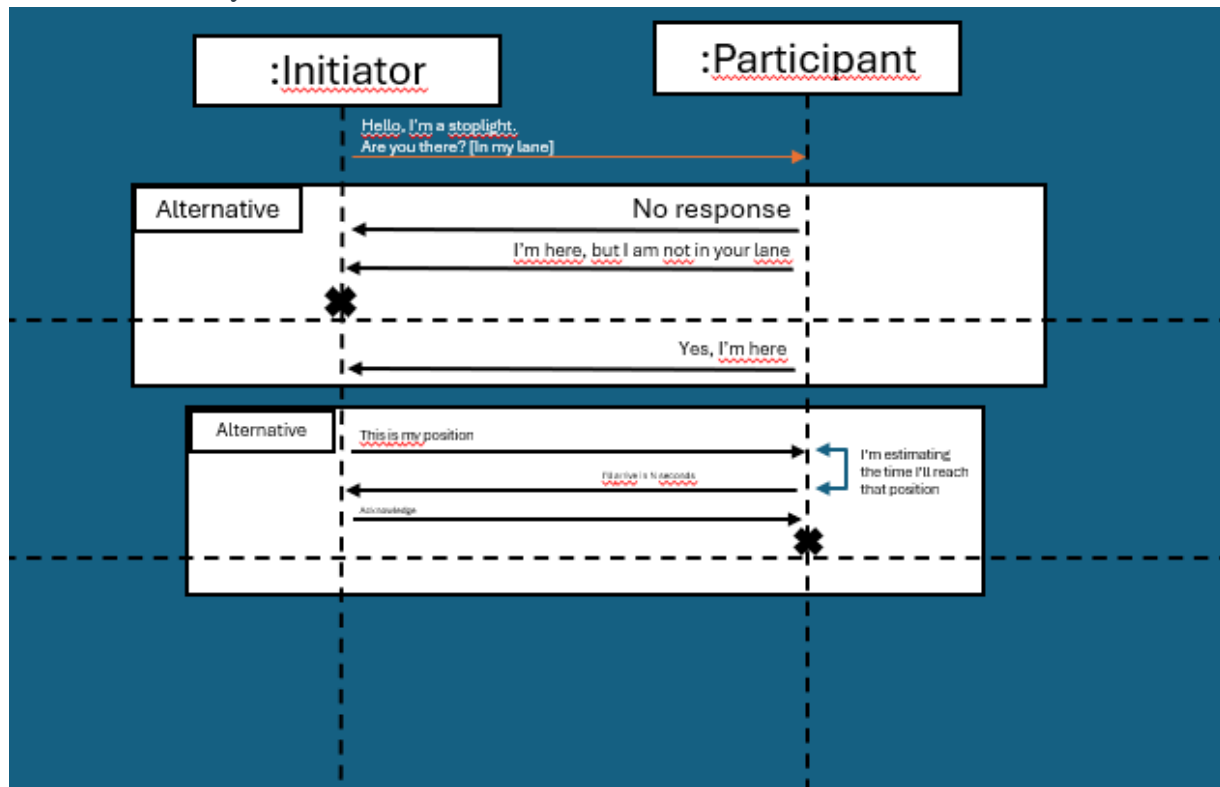 :Initiator
:Participant
Hello, I'm a stoplight.
Are you there? [In my lane]
Alternative
No response
I'm here, but I am not in your lane
Yes, I'm here
Alternative
This is my position
I'm estimating
the time I'll reach
that position
I'll arrive in N seconds
Acknowledge